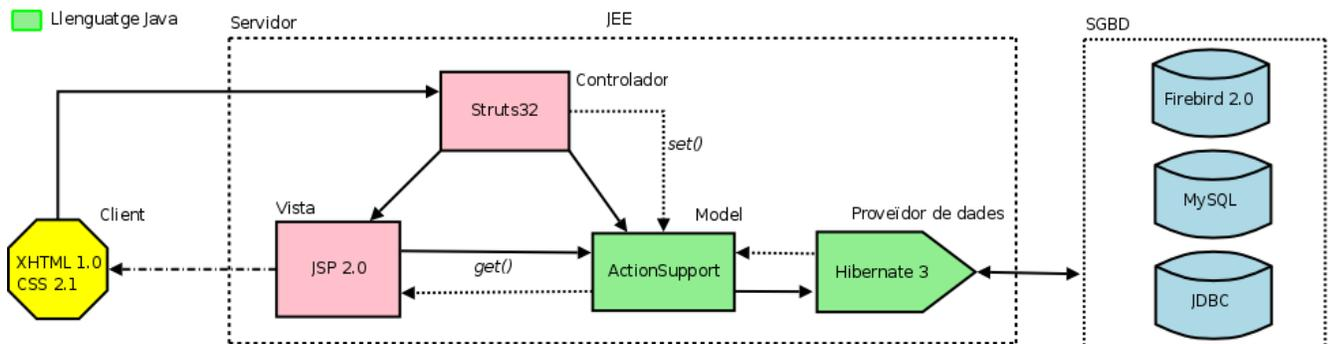 Llenguatge Java
Servidor
JEE
SGBD
Controlador
Struts32
Firebird 2.0
set()
MySQL
Client
Vista
Model
Proveïdor de dades
XHTML 1.0
CSS 2.1
JSP 2.0
get()
ActionSupport
Hibernate 3
JDBC